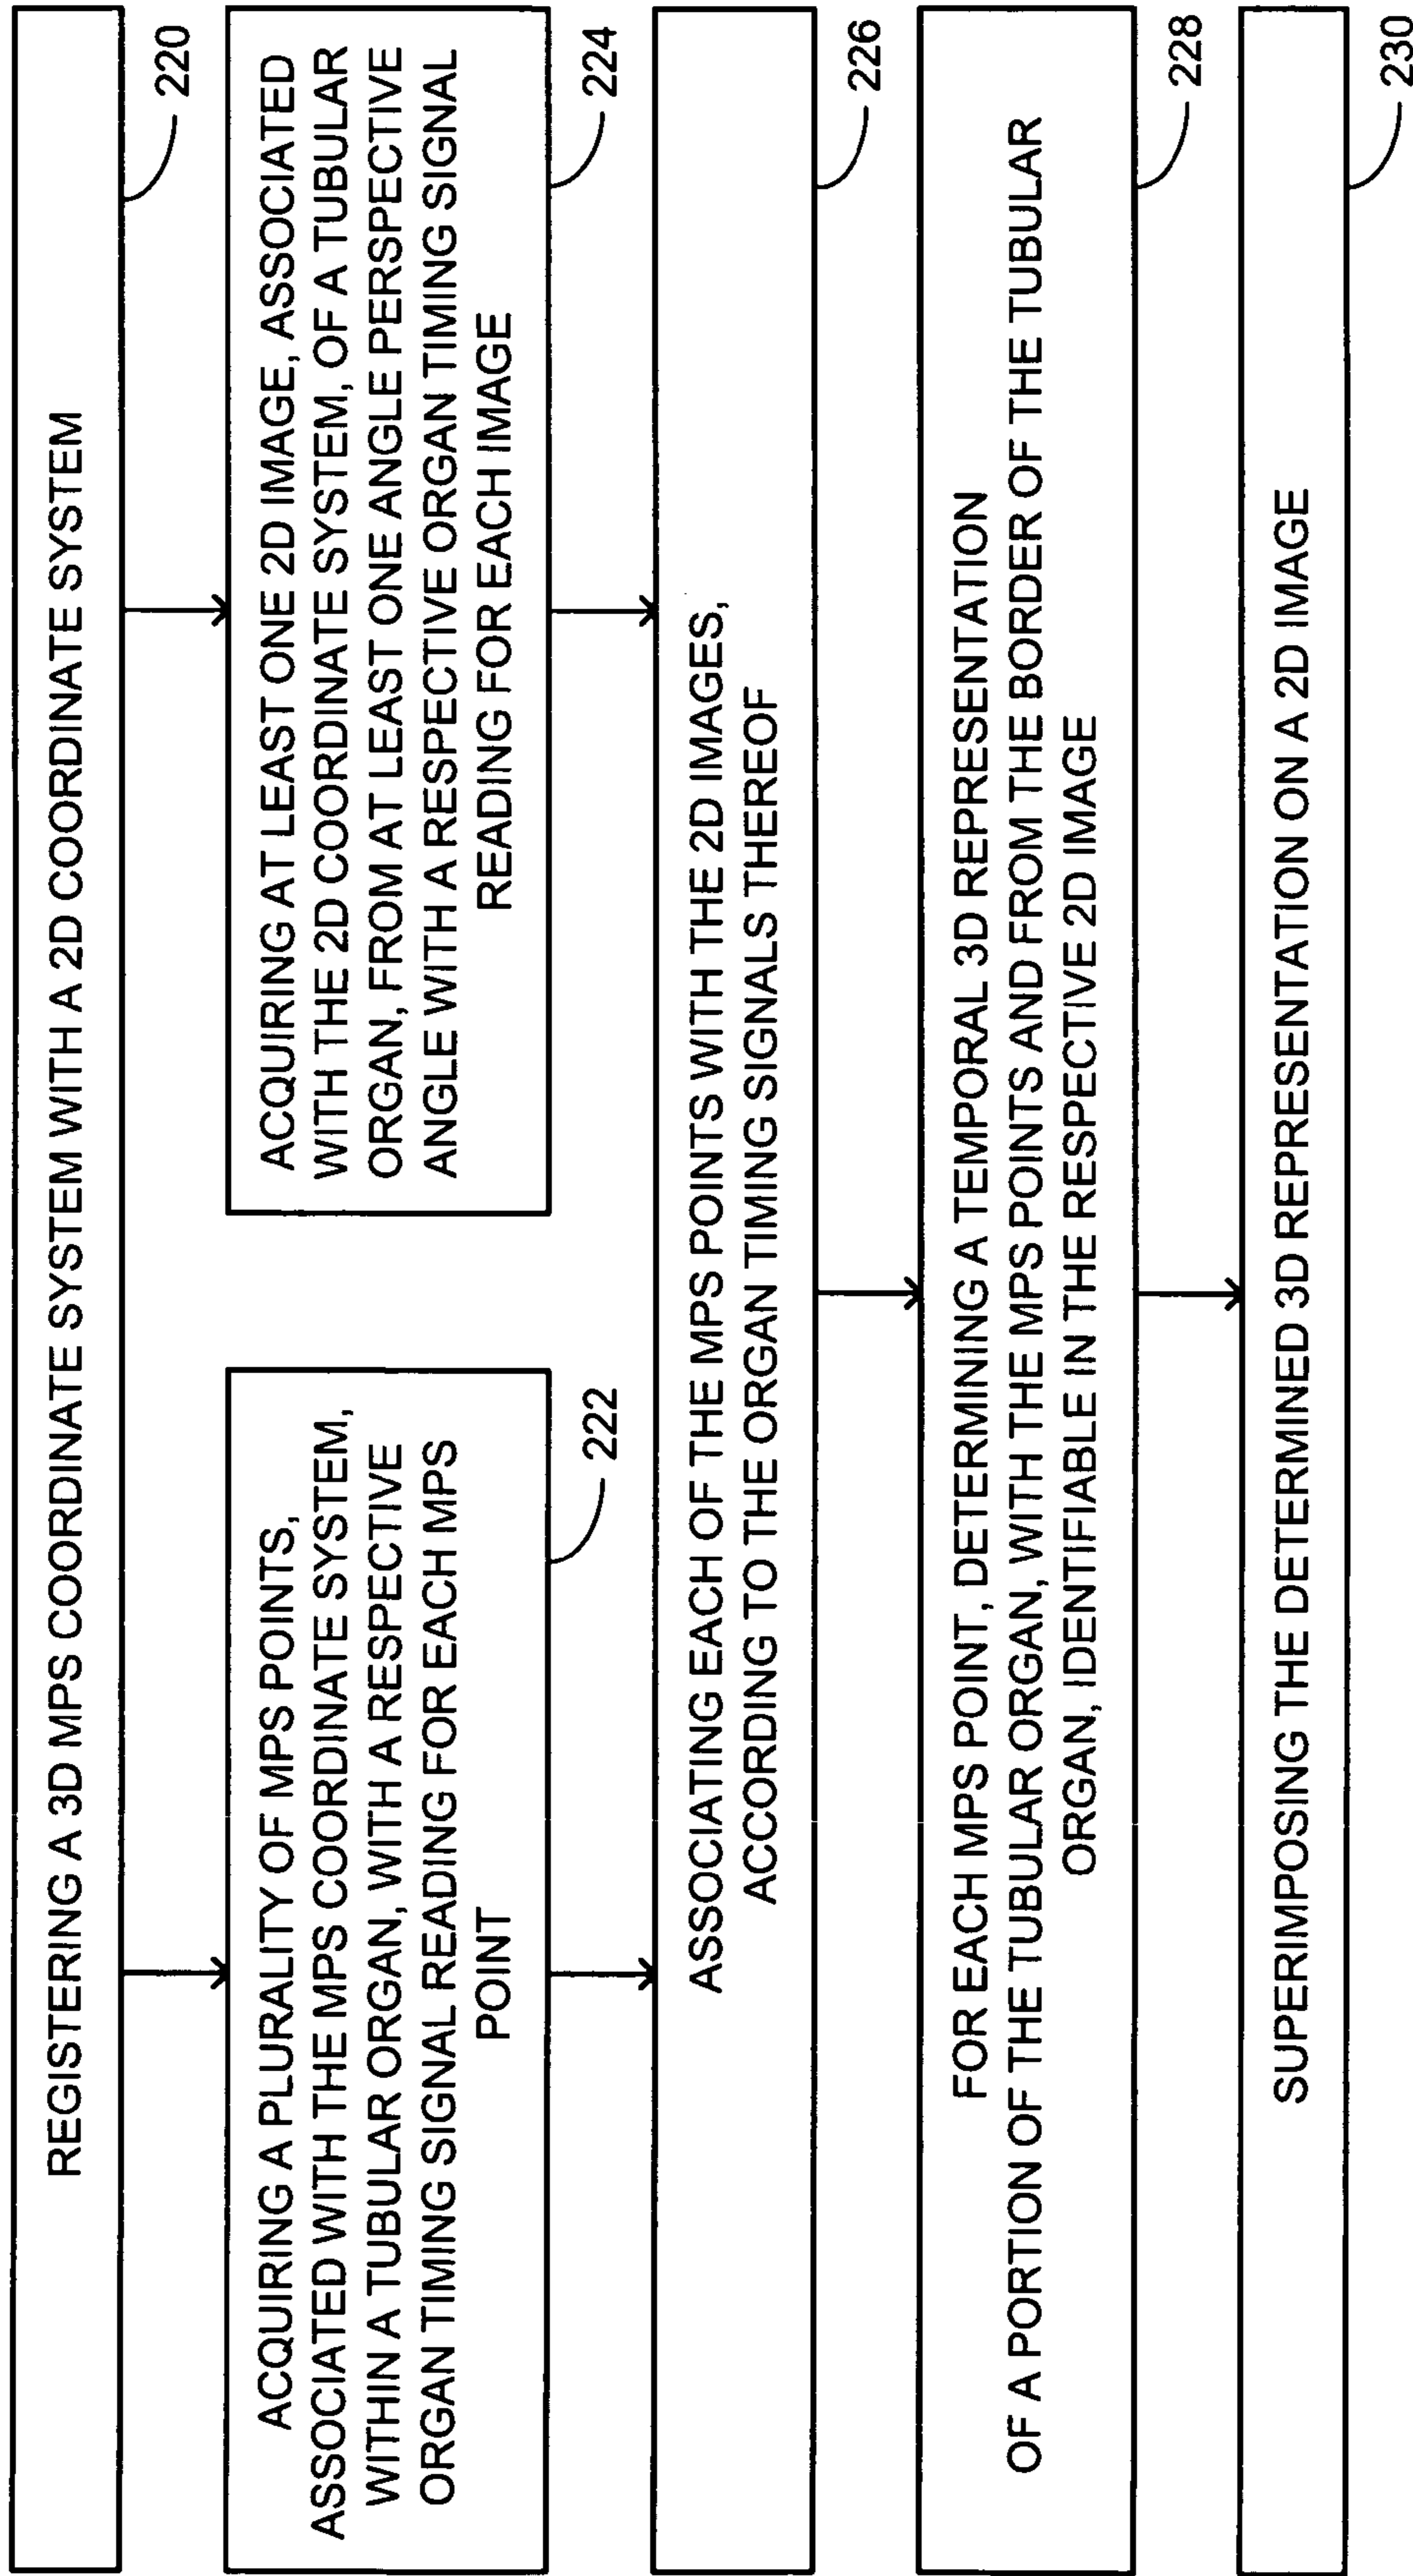 REGISTERING A 3D MPS COORDINATE SYSTEM WITH A 2D COORDINATE SYSTEM
220
ACQUIRING A PLURALITY OF MPS POINTS,
ASSOCIATED WITH THE MPS COORDINATE SYSTEM,
WITHIN A TUBULAR ORGAN, WITH A RESPECTIVE
ORGAN TIMING SIGNAL READING FOR EACH MPS
POINT
222
ACQUIRING AT LEAST ONE 2D IMAGE, ASSOCIATED
WITH THE 2D COORDINATE SYSTEM, OF A TUBULAR
ORGAN, FROM AT LEAST ONE ANGLE PERSPECTIVE
ANGLE WITH A RESPECTIVE ORGAN TIMING SIGNAL
READING FOR EACH IMAGE
224
ASSOCIATING EACH OF THE MPS POINTS WITH THE 2D IMAGES,
ACCORDING TO THE ORGAN TIMING SIGNALS THEREOF
226
FOR EACH MPS POINT, DETERMINING A TEMPORAL 3D REPRESENTATION
OF A PORTION OF THE TUBULAR ORGAN, WITH THE MPS POINTS AND FROM THE BORDER OF THE TUBULAR
ORGAN, IDENTIFIABLE IN THE RESPECTIVE 2D IMAGE
228
SUPERIMPOSING THE DETERMINED 3D REPRESENTATION ON A 2D IMAGE
230